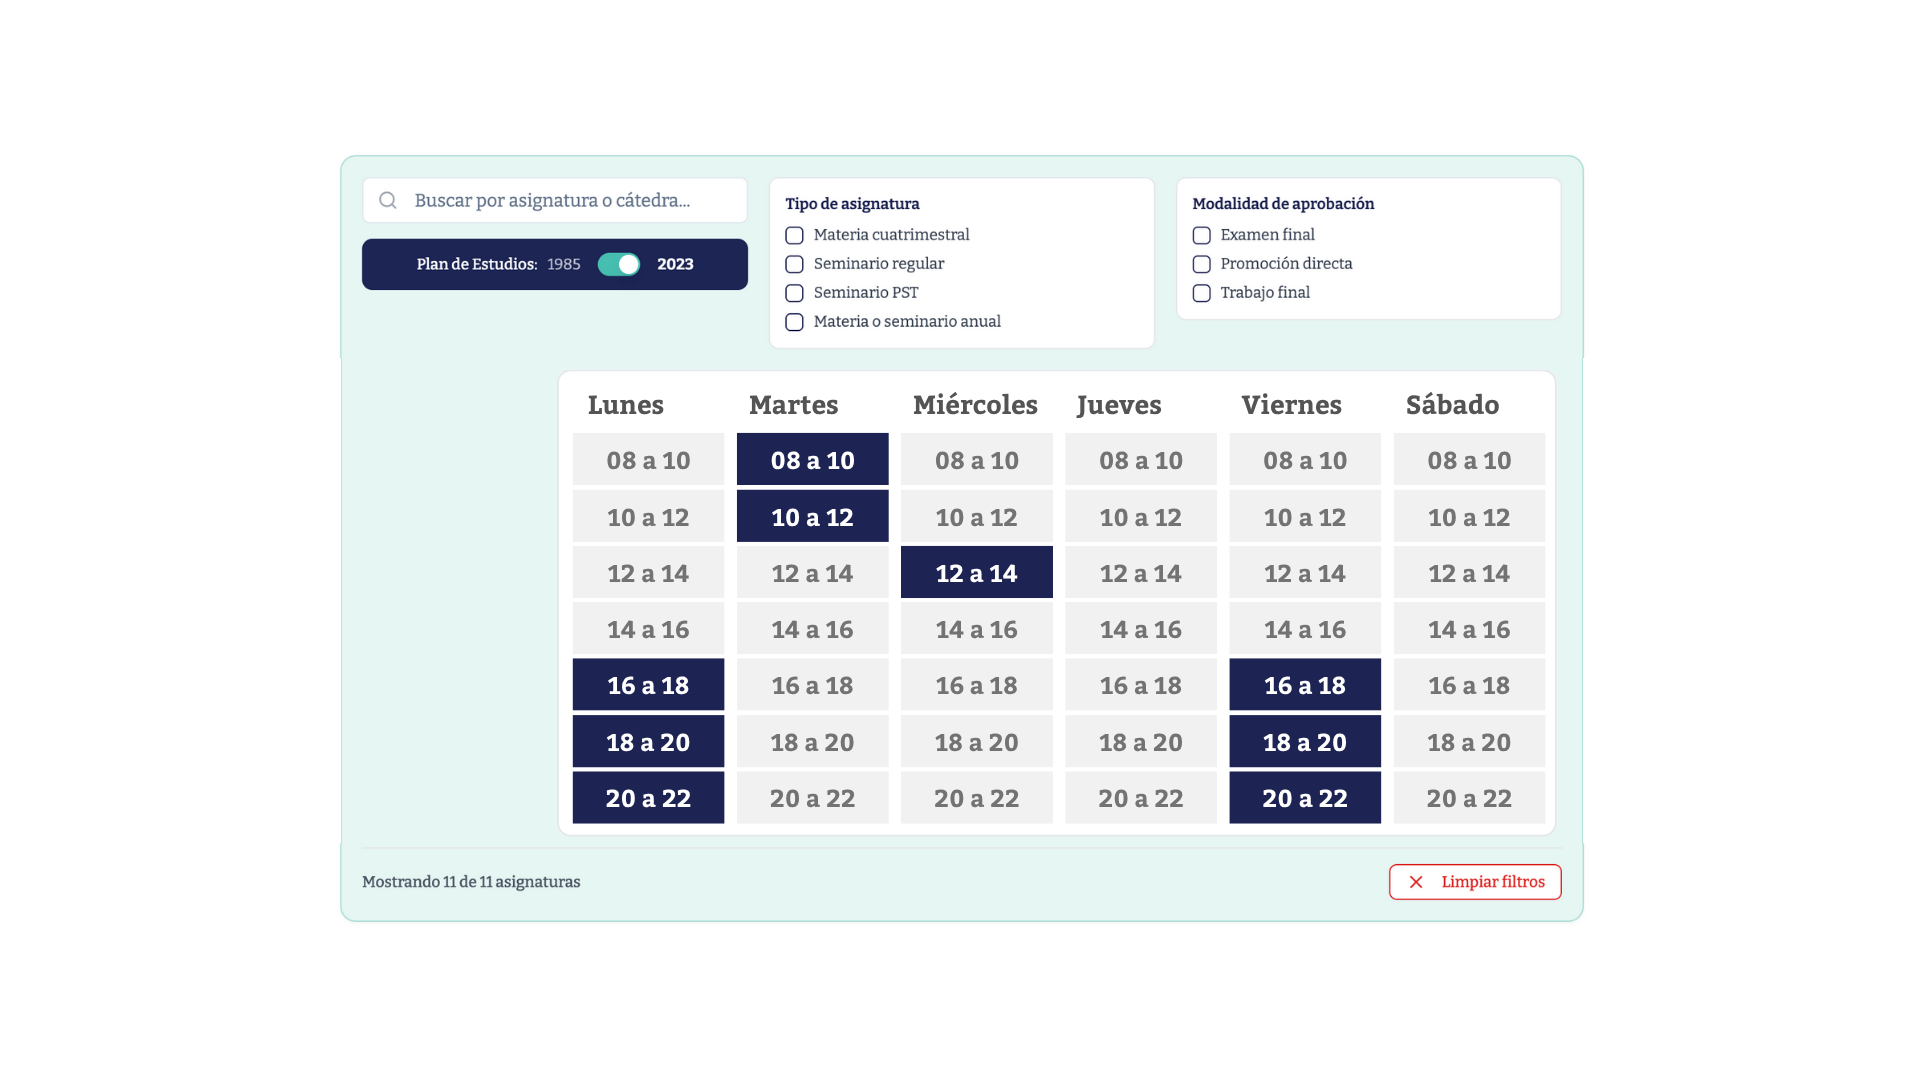 Buscar por asignatura o cátedra...
Plan de Estudios: 1985 2023
Tipo de asignatura
Materia cuatrimestral
Seminario regular
Seminario PST
Materia o seminario anual
Modalidad de aprobación
Examen final
Promoción directa
Trabajo final
Lunes Martes Miércoles Jueves Viernes Sábado
08 a 10 08 a 10 08 a 10 08 a 10 08 a 10 08 a 10
10 a 12 10 a 12 10 a 12 10 a 12 10 a 12 10 a 12
12 a 14 12 a 14 12 a 14 12 a 14 12 a 14 12 a 14
14 a 16 14 a 16 14 a 16 14 a 16 14 a 16 14 a 16
16 a 18 16 a 18 16 a 18 16 a 18 16 a 18 16 a 18
18 a 20 18 a 20 18 a 20 18 a 20 18 a 20 18 a 20
20 a 22 20 a 22 20 a 22 20 a 22 20 a 22 20 a 22
Mostrando 11 de 11 asignaturas
Limpiar filtros